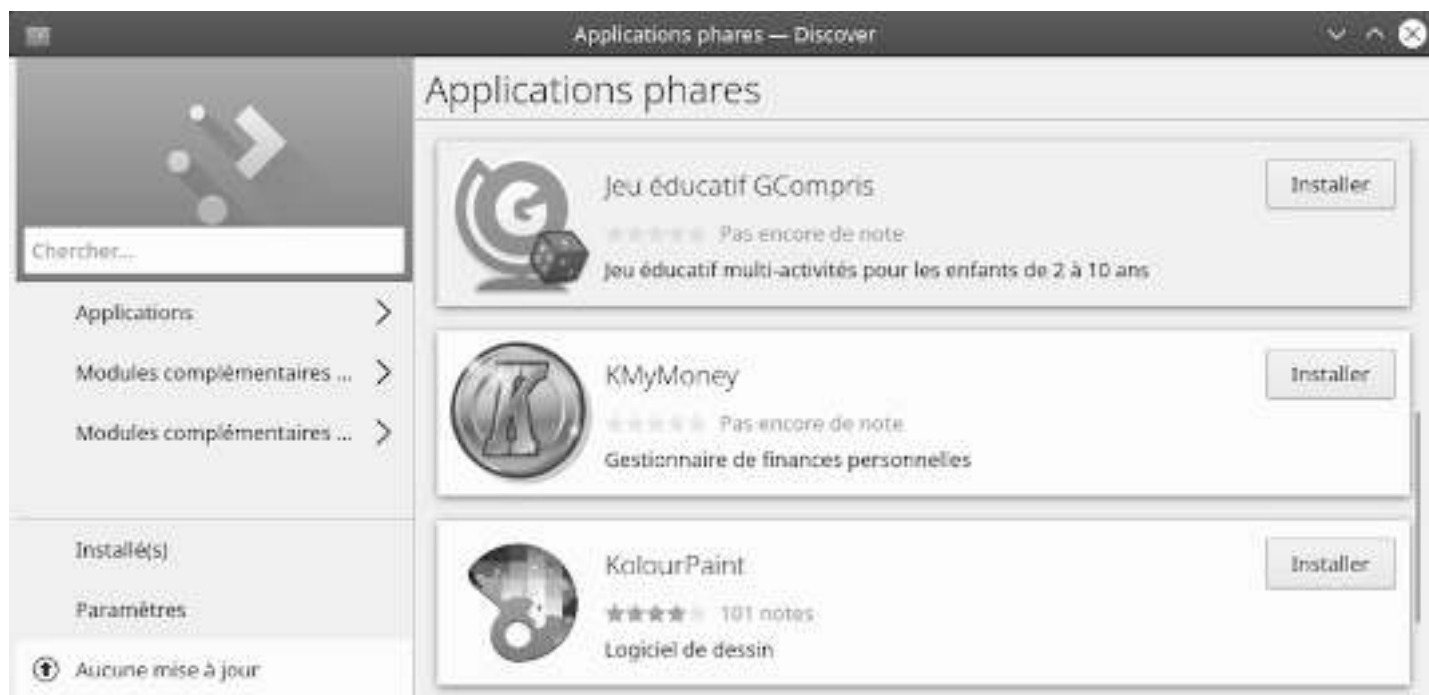 Applications phares — Discover
Chercher...
Applications
Modules complémentaires ...
Modules complémentaires ...
Installé(s)
Paramètres
Aucune mise à jour
Applications phares
Jeu éducatif GCompris
Installer
Pas encore de note
Jeu éducatif multi-activités pour les enfants de 2 à 10 ans
KMyMoney
Installer
Pas encore de note
Gestionnaire de finances personnelles
KolourPaint
Installer
101 notes
Logiciel de dessin